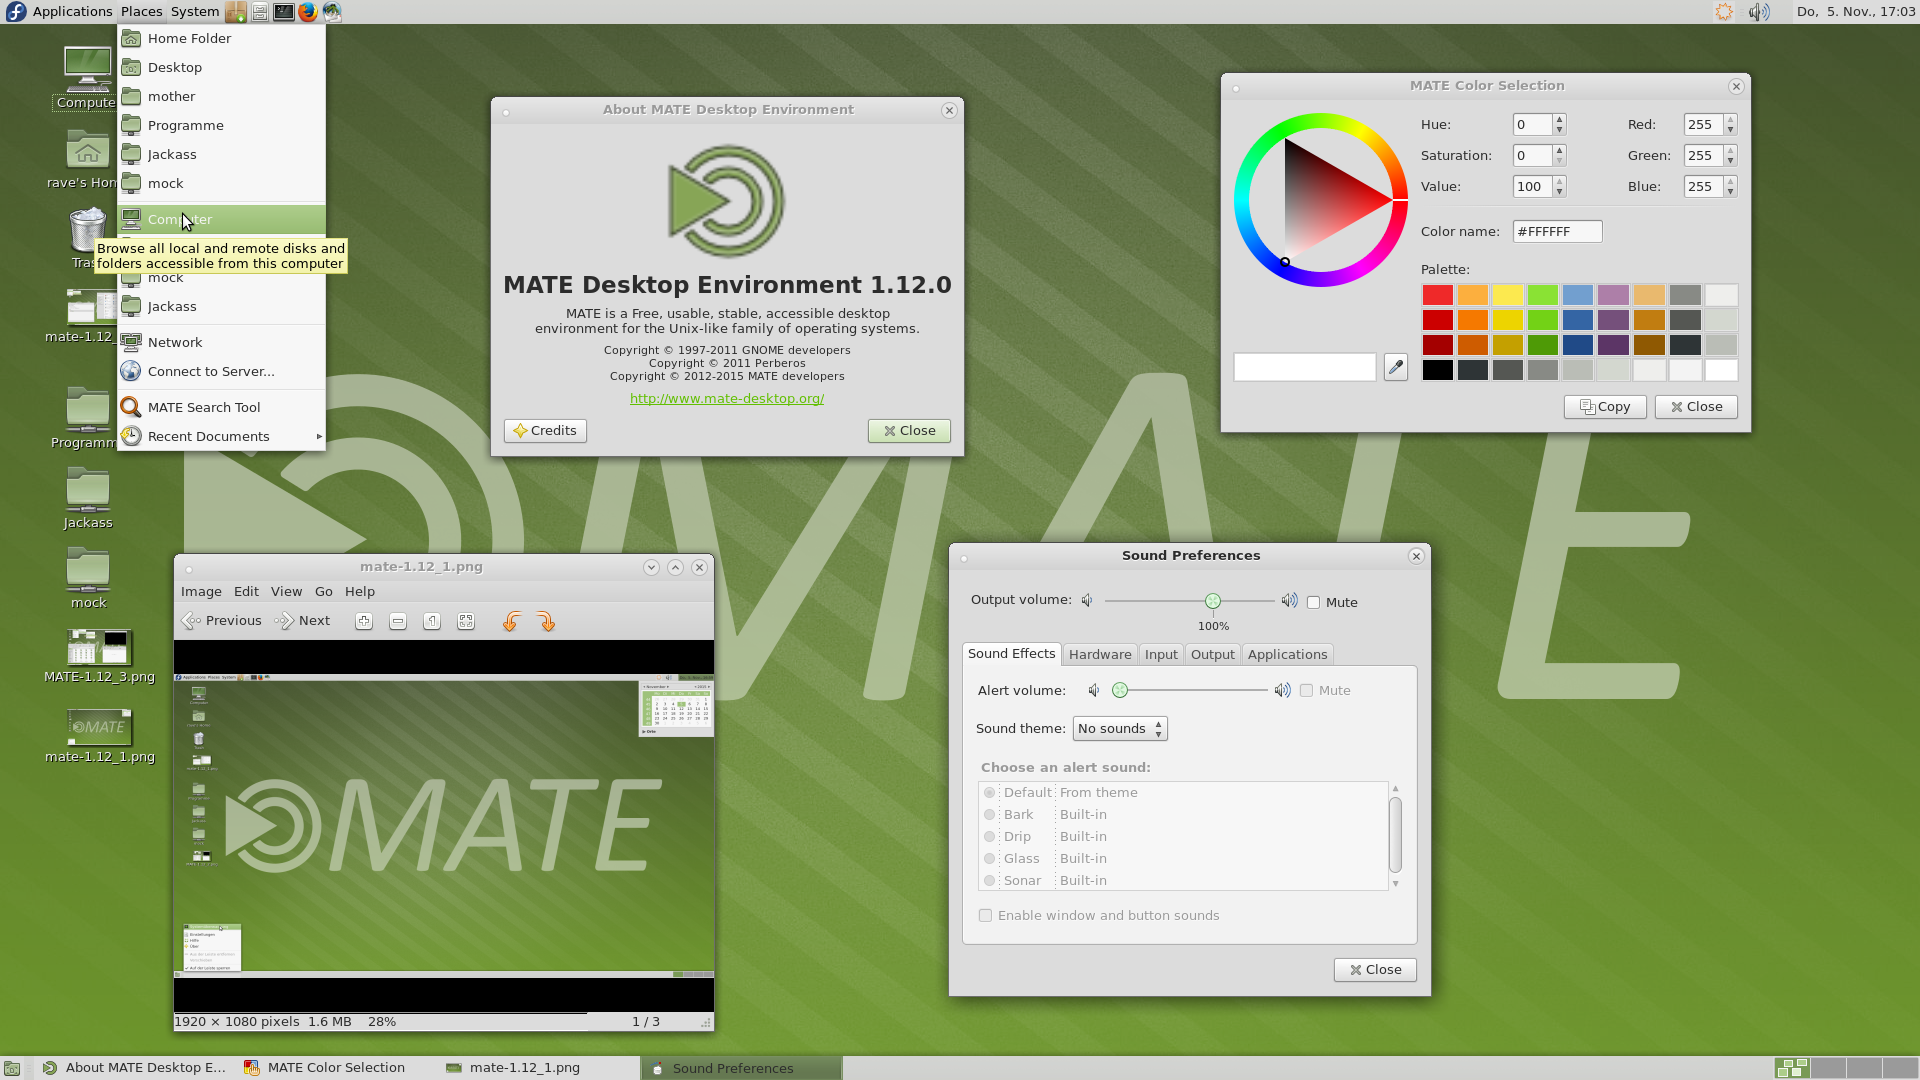 Applications Places System
Do, 5. Nov., 17:03
Home Folder
Desktop
mother
Programme
Jackass
mock
Computer
Browse all local and remote disks and
folders accessible from this computer
mock
Jackass
Network
Connect to Server...
MATE Search Tool
Recent Documents
Compute
rave's Hon
Tras
mate-1.12_
Programm
Jackass
mock
MATE-1.12_3.png
mate-1.12_1.png
About MATE Desktop Environment
MATE Desktop Environment 1.12.0
MATE is a Free, usable, stable, accessible desktop
environment for the Unix-like family of operating systems.
Copyright © 1997-2011 GNOME developers
Copyright © 2011 Perberos
Copyright © 2012-2015 MATE developers
http://www.mate-desktop.org/
Credits
Close
MATE Color Selection
Hue: 0 Red: 255
Saturation: 0 Green: 255
Value: 100 Blue: 255
Color name: #FFFFFF
Palette:
Copy
Close
MATE
mate-1.12_1.png
Image Edit View Go Help
Previous Next
MATE
1920 × 1080 pixels 1.6 MB 28% 1 / 3
Sound Preferences
Output volume: Mute
100%
Sound Effects Hardware Input Output Applications
Alert volume: Mute
Sound theme: No sounds
Choose an alert sound:
Default From theme
Bark Built-in
Drip Built-in
Glass Built-in
Sonar Built-in
Enable window and button sounds
Close
About MATE Desktop E... MATE Color Selection mate-1.12_1.png Sound Preferences